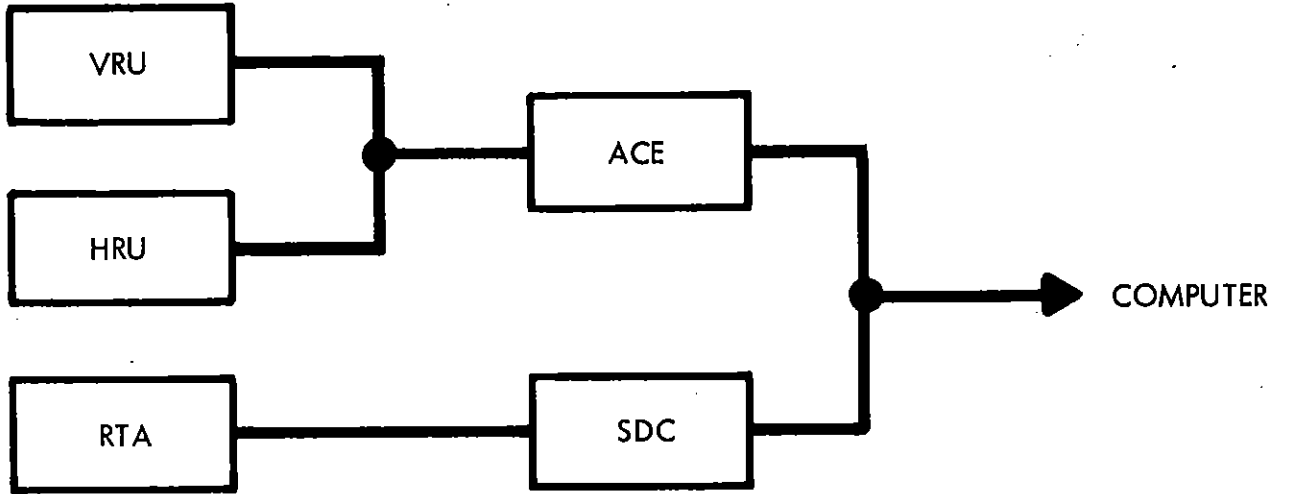 VRU
ACE
HRU
COMPUTER
RTA
SDC